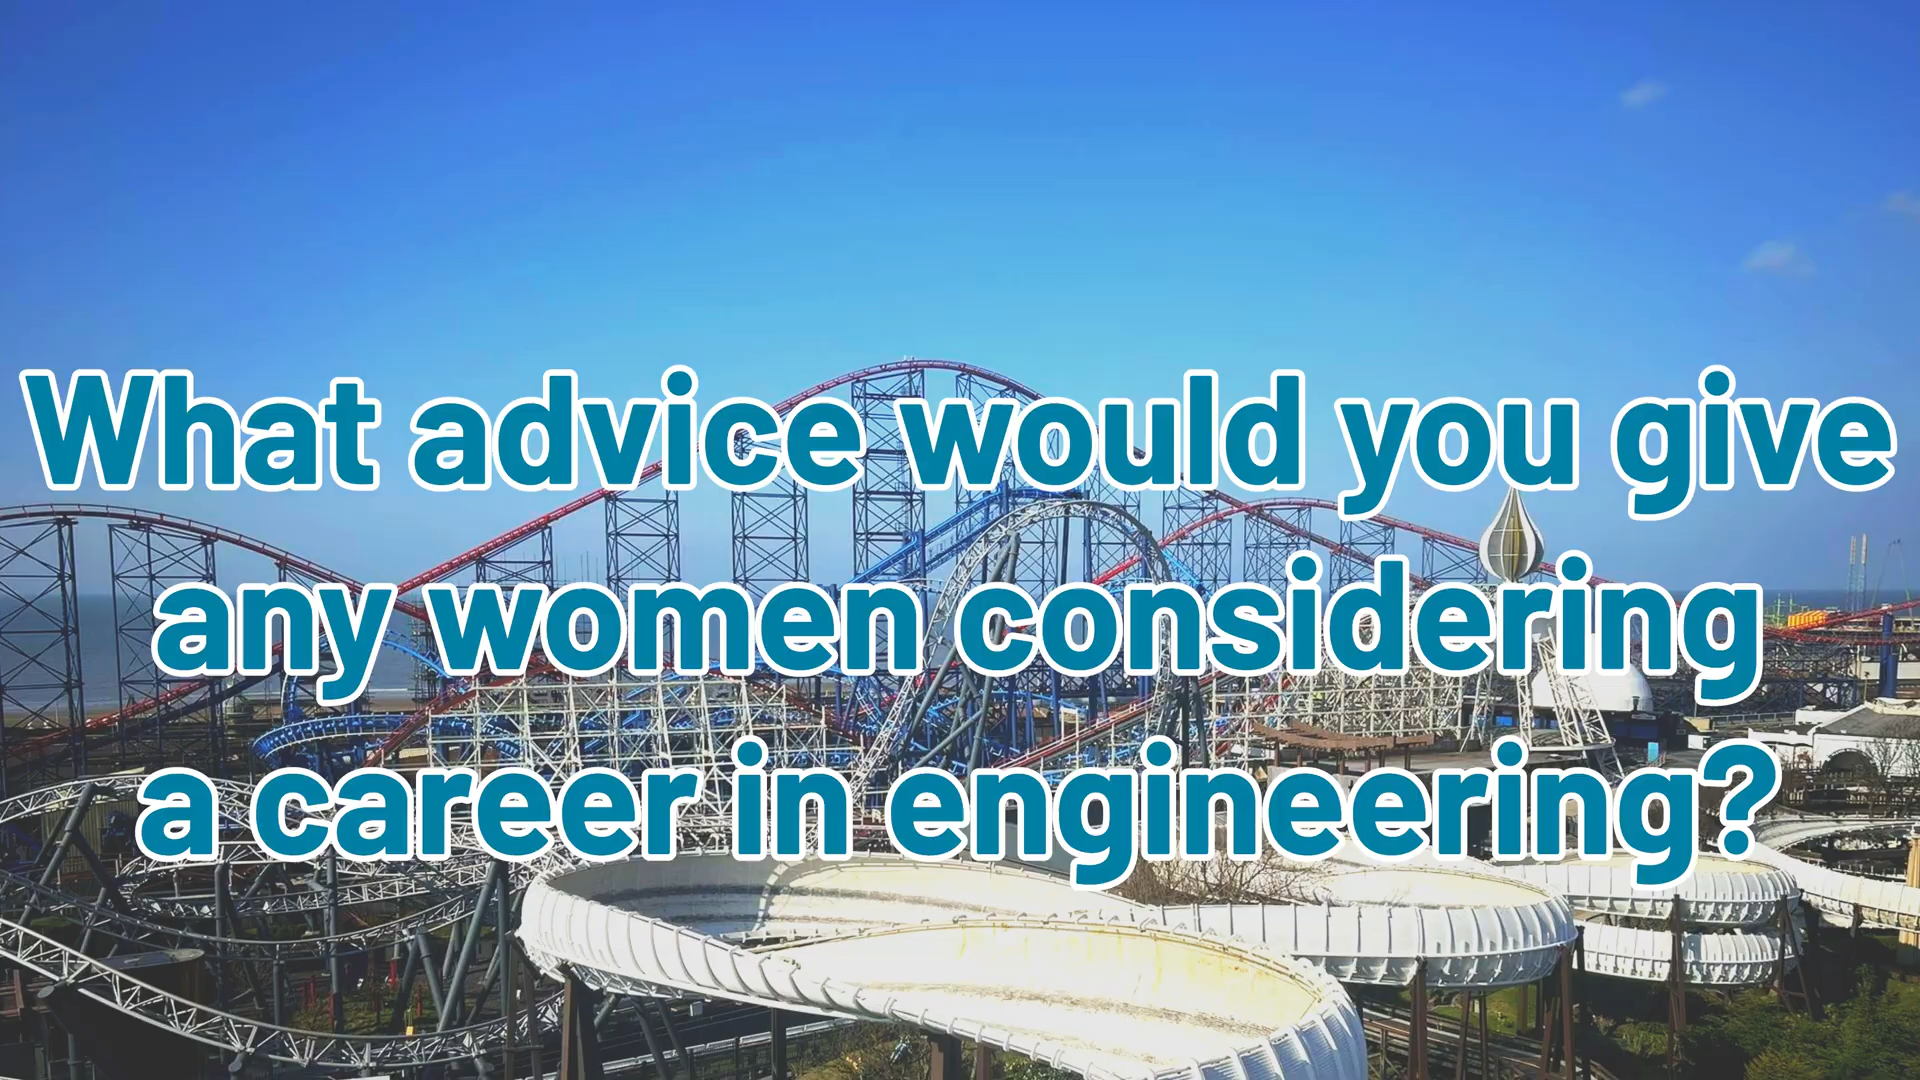 What advice would you give
any women considering
a career in engineering?